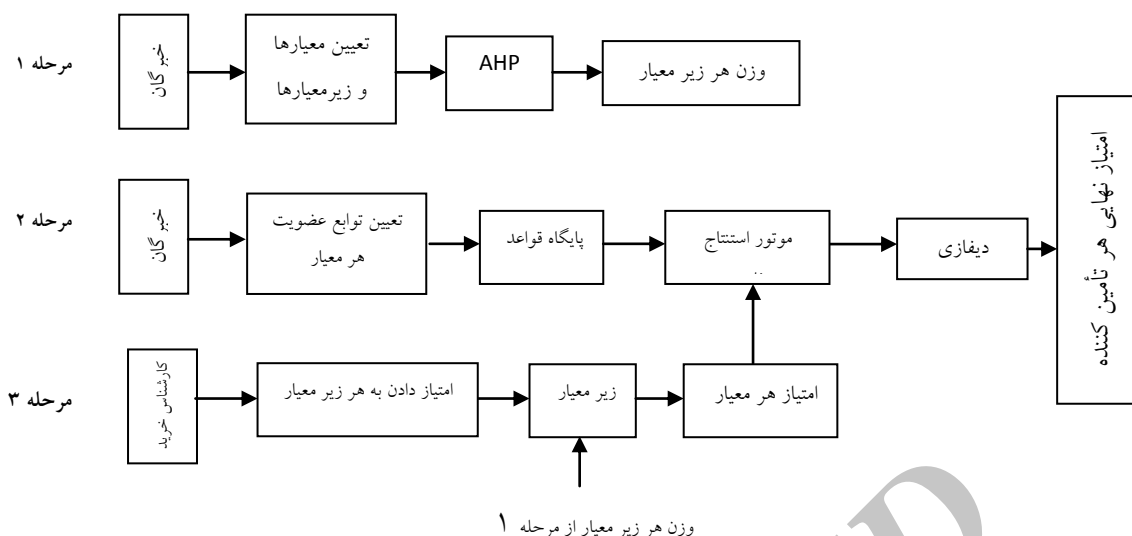 مرحله ۱
خبرگان
تعیین معیارها
و زیرمعیارها
AHP
وزن هر زیر معیار
مرحله ۲
خبرگان
تعیین توابع عضویت
هر معیار
پایگاه قواعد
موتور استنتاج
دیفازی
امتیاز نهایی هر تأمین کننده
مرحله ۳
کارشناس خرید
امتیاز دادن به هر زیر معیار
زیر معیار
امتیاز هر معیار
وزن هر زیر معیار از مرحله ۱